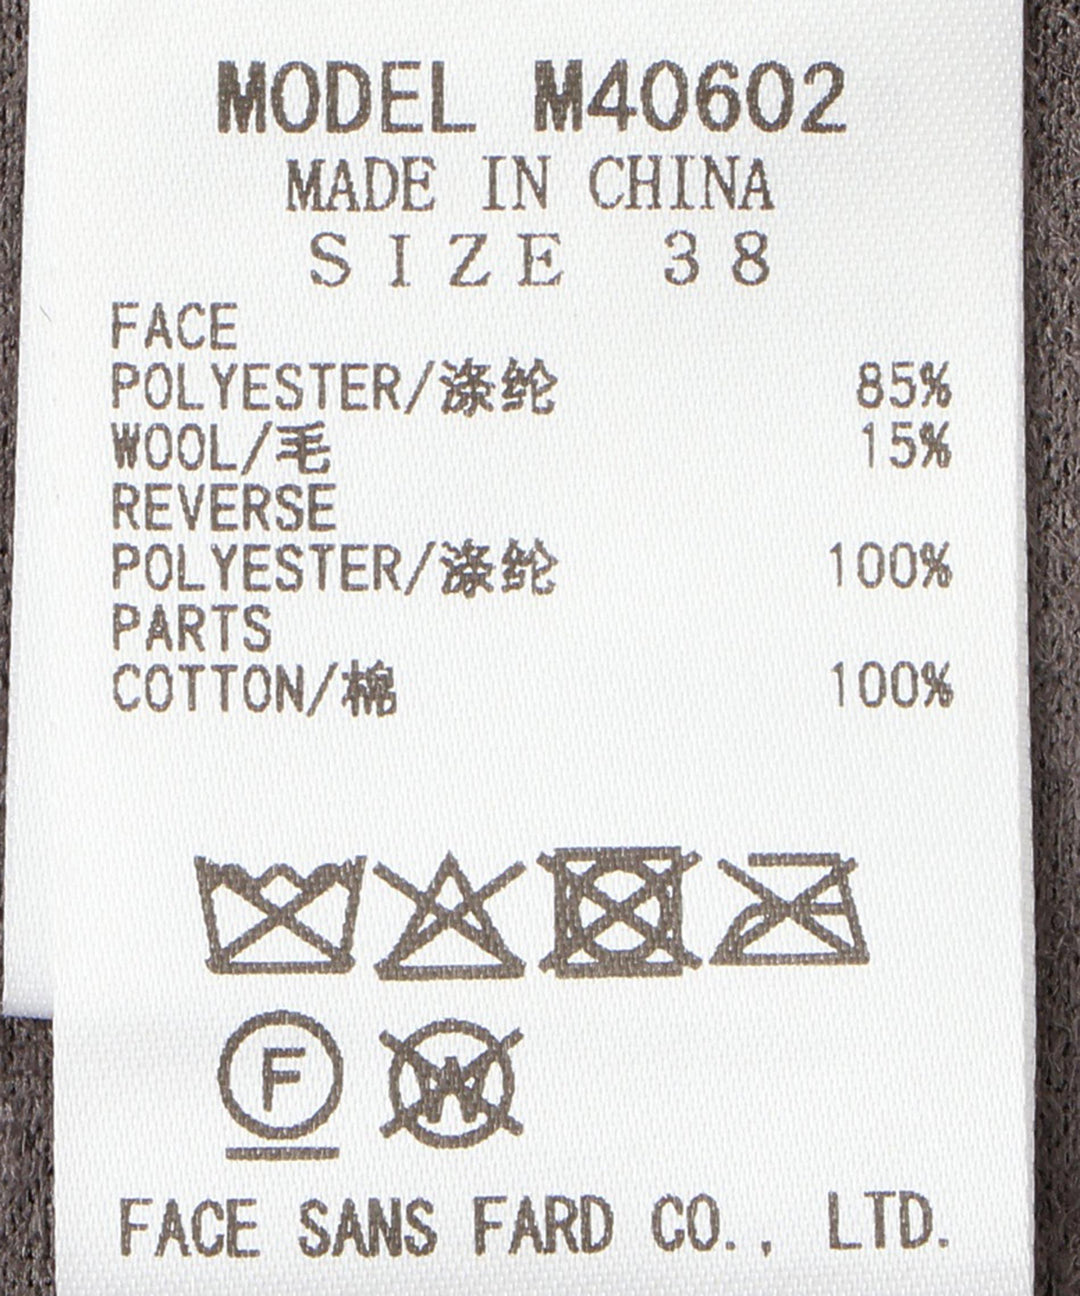 MODEL M40602
MADE IN CHINA
SIZE 38
FACE
POLYESTER/涤纶 85%
WOOL/毛 15%
REVERSE
POLYESTER/涤纶 100%
PARTS
COTTON/棉 100%
F W
FACE SANS FARD CO., LTD.